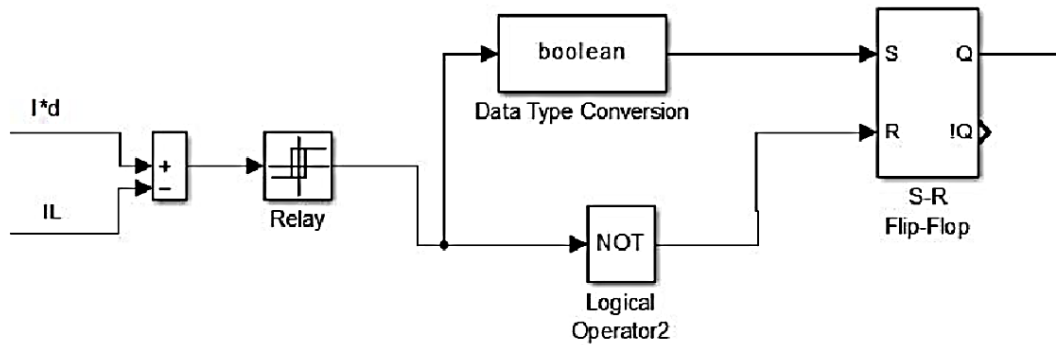 boolean
Data Type Conversion
S
Q
R
!Q
S-R
Flip-Flop
I*d
+
−
IL
Relay
NOT
Logical
Operator2